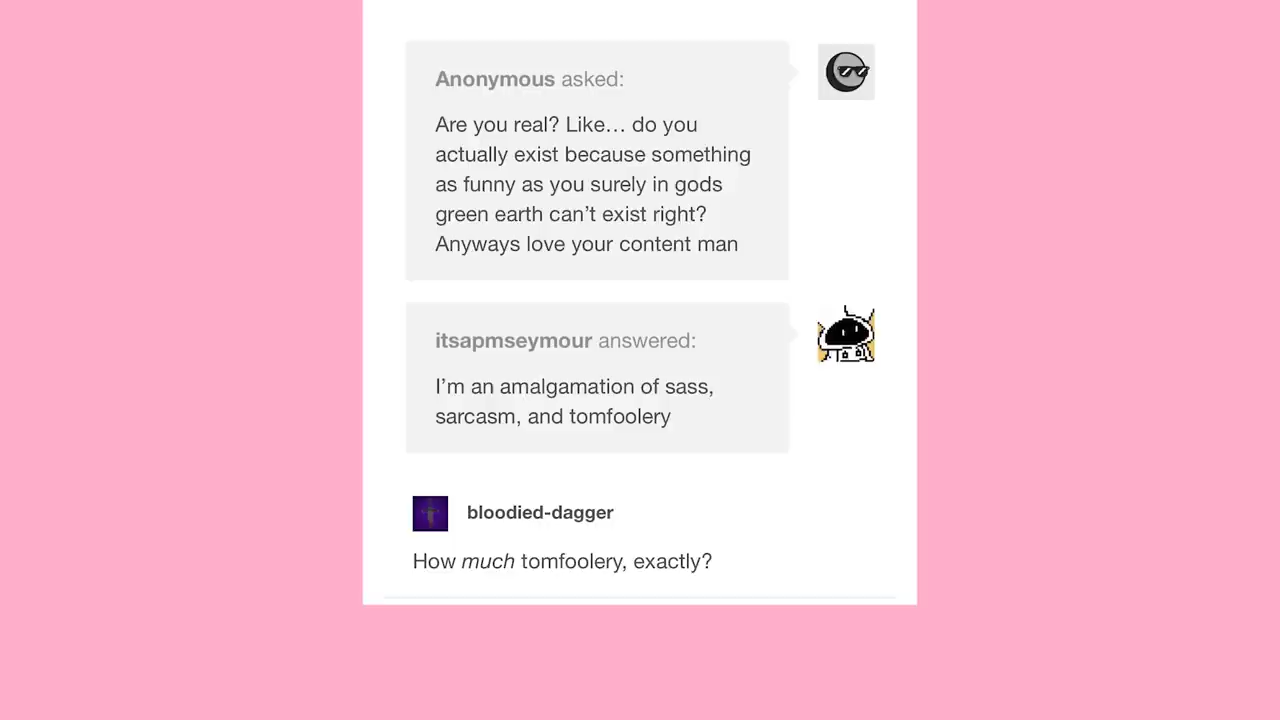 Anonymous asked:
Are you real? Like… do you
actually exist because something
as funny as you surely in gods
green earth can’t exist right?
Anyways love your content man
itsapmseymour answered:
I’m an amalgamation of sass,
sarcasm, and tomfoolery
bloodied-dagger
How much tomfoolery, exactly?